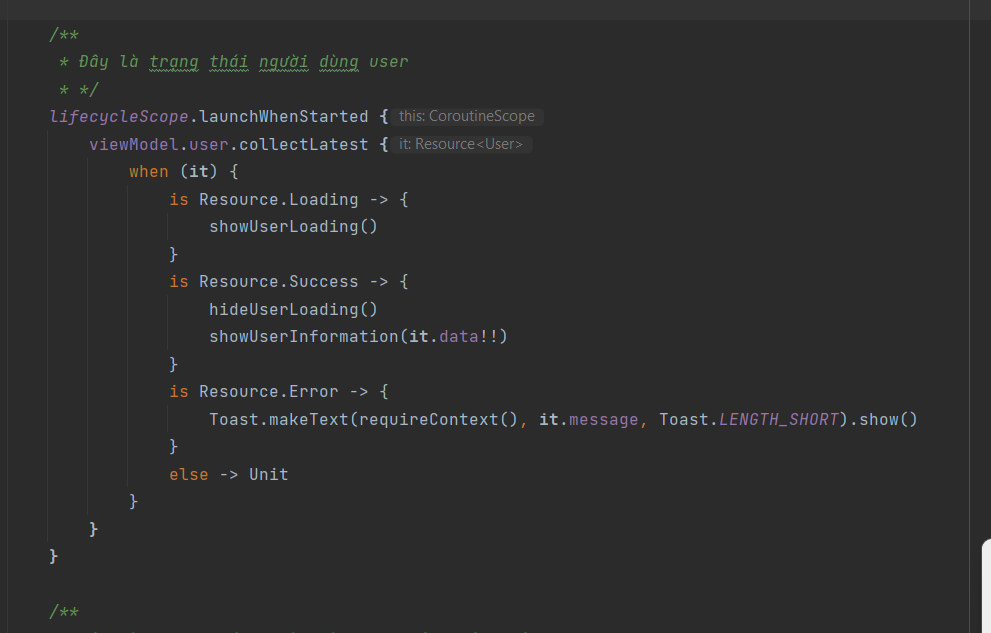 /**
* Đây là trạng thái người dùng user
* */
lifecycleScope.launchWhenStarted { this: CoroutineScope
viewModel.user.collectLatest { it: Resource<User>
when (it) {
is Resource.Loading -> {
showUserLoading()
}
is Resource.Success -> {
hideUserLoading()
showUserInformation(it.data!!)
}
is Resource.Error -> {
Toast.makeText(requireContext(), it.message, Toast.LENGTH_SHORT).show()
}
else -> Unit
}
}
}
/**